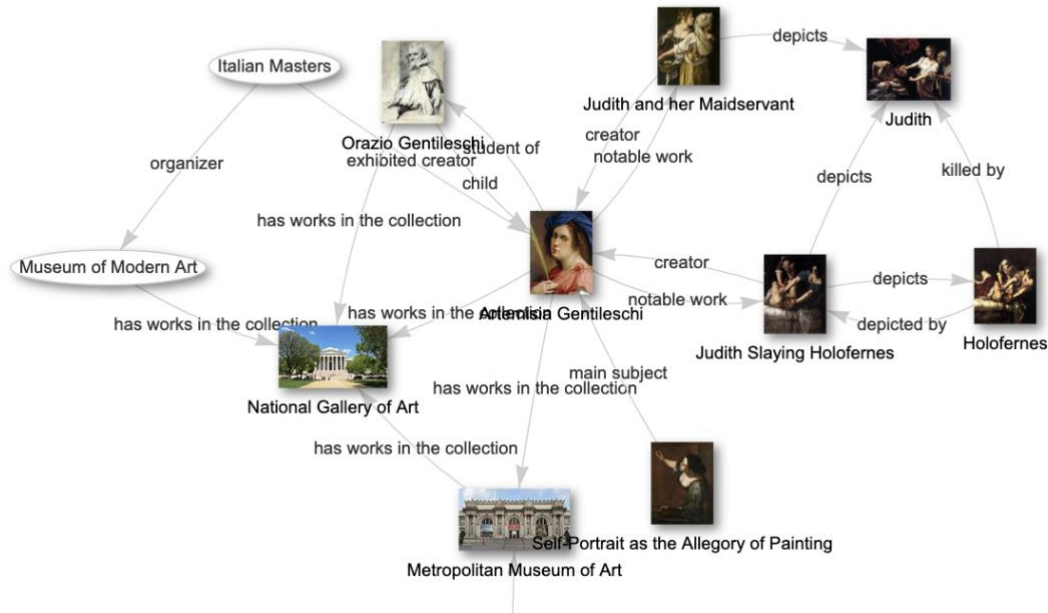 depicts
Italian Masters
Judith and her Maidservant
Judith
Orazio Gentileschi
creator
student of
notable work
organizer
exhibited creator
killed by
child
depicts
has works in the collection
Museum of Modern Art
creator
depicts
notable work
Artemisia Gentileschi
has works in the collection
has works in the collection
depicted by
Judith Slaying Holofernes
Holofernes
main subject
has works in the collection
National Gallery of Art
has works in the collection
Self-Portrait as the Allegory of Painting
Metropolitan Museum of Art